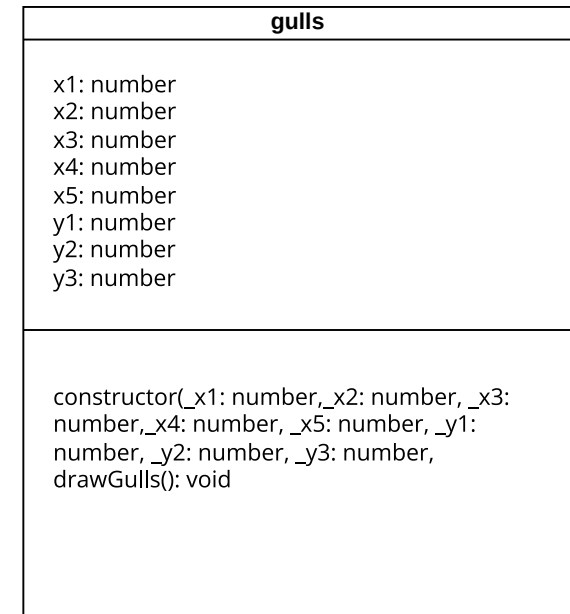 gulls
x1: number
x2: number
x3: number
x4: number
x5: number
y1: number
y2: number
y3: number
constructor(_x1: number,_x2: number, _x3:
number,_x4: number, _x5: number, _y1:
number, _y2: number, _y3: number,
drawGulls(): void